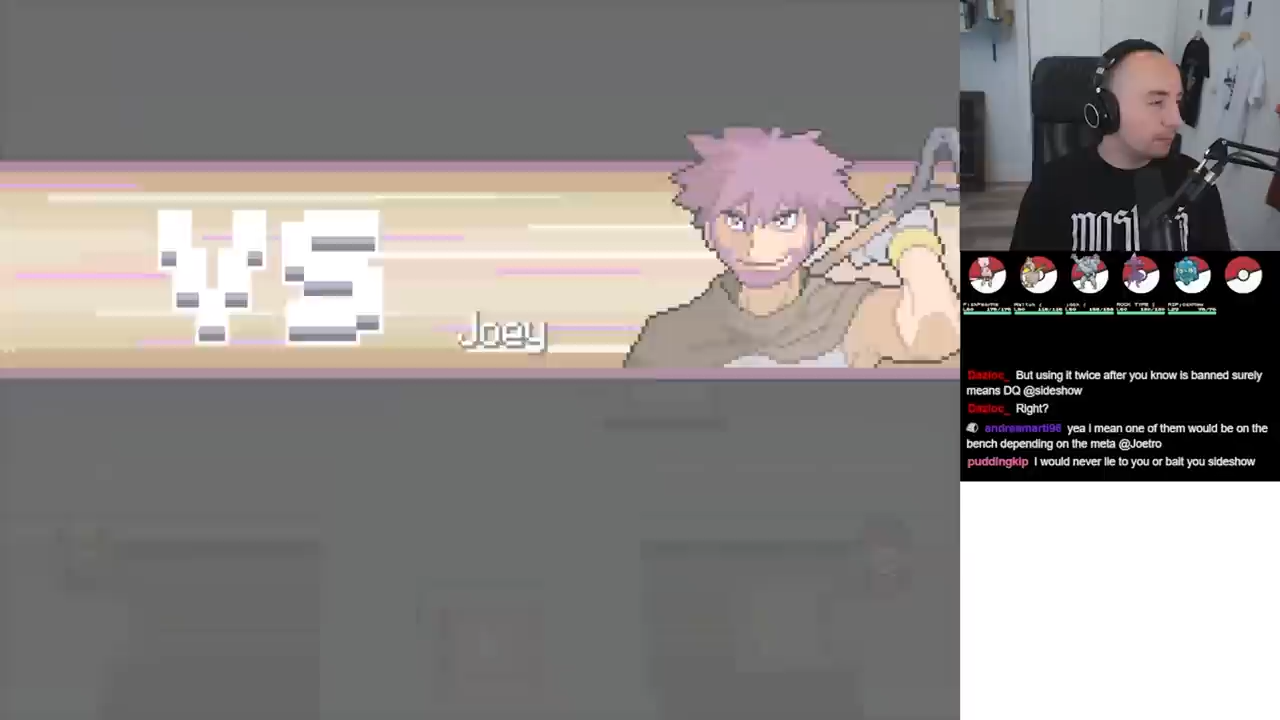 VS
Joey
Dazloc_ But using it twice after you know is banned surely
means DQ @sideshow
Dazloc_ Right?
andreamarti96 yea i mean one of them would be on the
bench depending on the meta @Joetro
puddingkip I would never lie to you or bait you sideshow